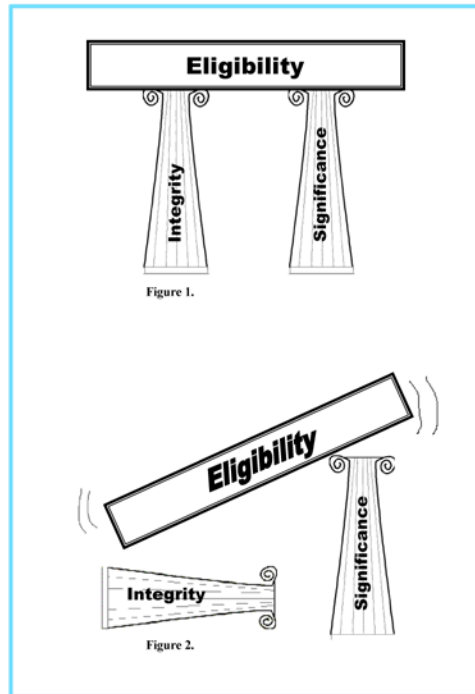 Eligibility
Integrity
Significance
Figure 1.
Eligibility
Integrity
Significance
Figure 2.